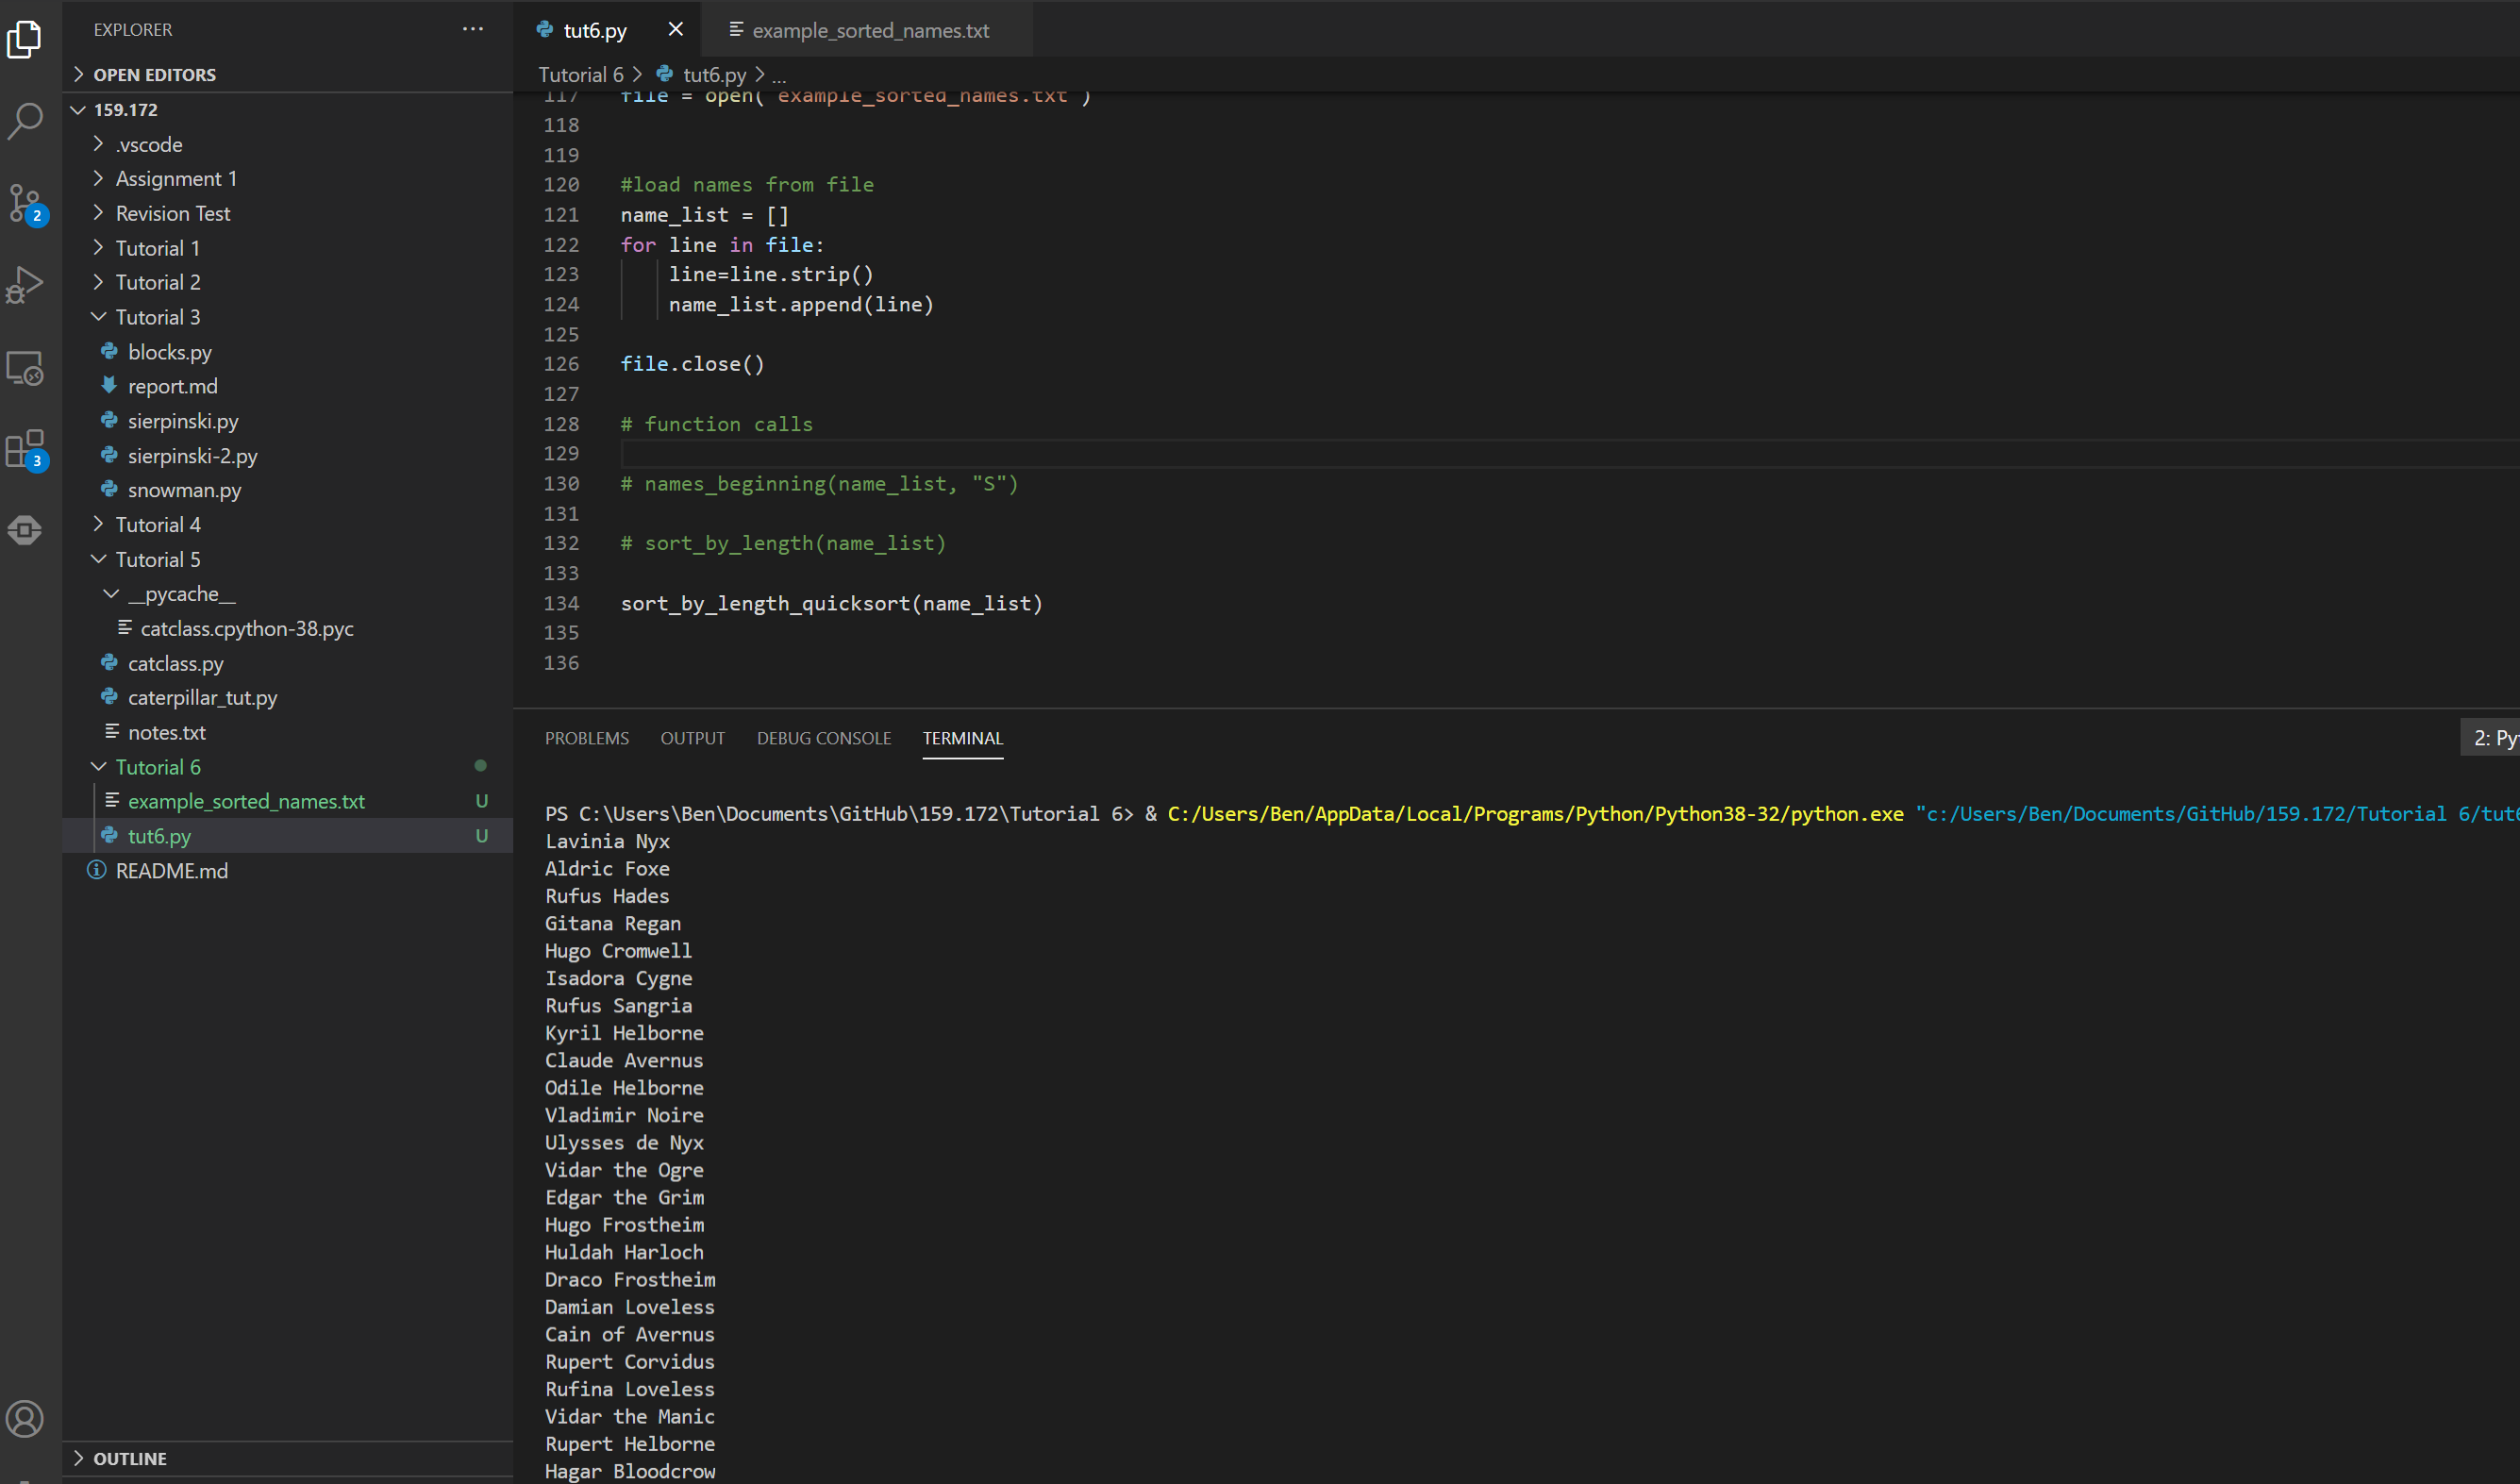 EXPLORER
OPEN EDITORS
159.172
.vscode
Assignment 1
Revision Test
Tutorial 1
Tutorial 2
Tutorial 3
blocks.py
report.md
sierpinski.py
sierpinski-2.py
snowman.py
Tutorial 4
Tutorial 5
__pycache__
catclass.cpython-38.pyc
catclass.py
caterpillar_tut.py
notes.txt
Tutorial 6
example_sorted_names.txt U
tut6.py U
README.md
OUTLINE
2
3
tut6.py example_sorted_names.txt
Tutorial 6 > tut6.py > ...
117 file = open( example_sorted_names.txt )
118
119
120 #load names from file
121 name_list = []
122 for line in file:
123 line=line.strip()
124 name_list.append(line)
125
126 file.close()
127
128 # function calls
129
130 # names_beginning(name_list, "S")
131
132 # sort_by_length(name_list)
133
134 sort_by_length_quicksort(name_list)
135
136
PROBLEMS OUTPUT DEBUG CONSOLE TERMINAL
2: Py
PS C:\Users\Ben\Documents\GitHub\159.172\Tutorial 6> & C:/Users/Ben/AppData/Local/Programs/Python/Python38-32/python.exe "c:/Users/Ben/Documents/GitHub/159.172/Tutorial 6/tut6
Lavinia Nyx
Aldric Foxe
Rufus Hades
Gitana Regan
Hugo Cromwell
Isadora Cygne
Rufus Sangria
Kyril Helborne
Claude Avernus
Odile Helborne
Vladimir Noire
Ulysses de Nyx
Vidar the Ogre
Edgar the Grim
Hugo Frostheim
Huldah Harloch
Draco Frostheim
Damian Loveless
Cain of Avernus
Rupert Corvidus
Rufina Loveless
Vidar the Manic
Rupert Helborne
Hagar Bloodcrow